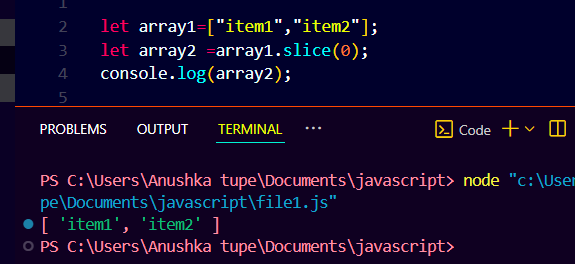 2 let array1=["item1","item2"];
3 let array2 =array1.slice(0);
4 console.log(array2);
5
PROBLEMS OUTPUT TERMINAL ··· Code
PS C:\Users\Anushka tupe\Documents\javascript> node "c:\Use
pe\Documents\javascript\file1.js"
[ 'item1', 'item2' ]
PS C:\Users\Anushka tupe\Documents\javascript>